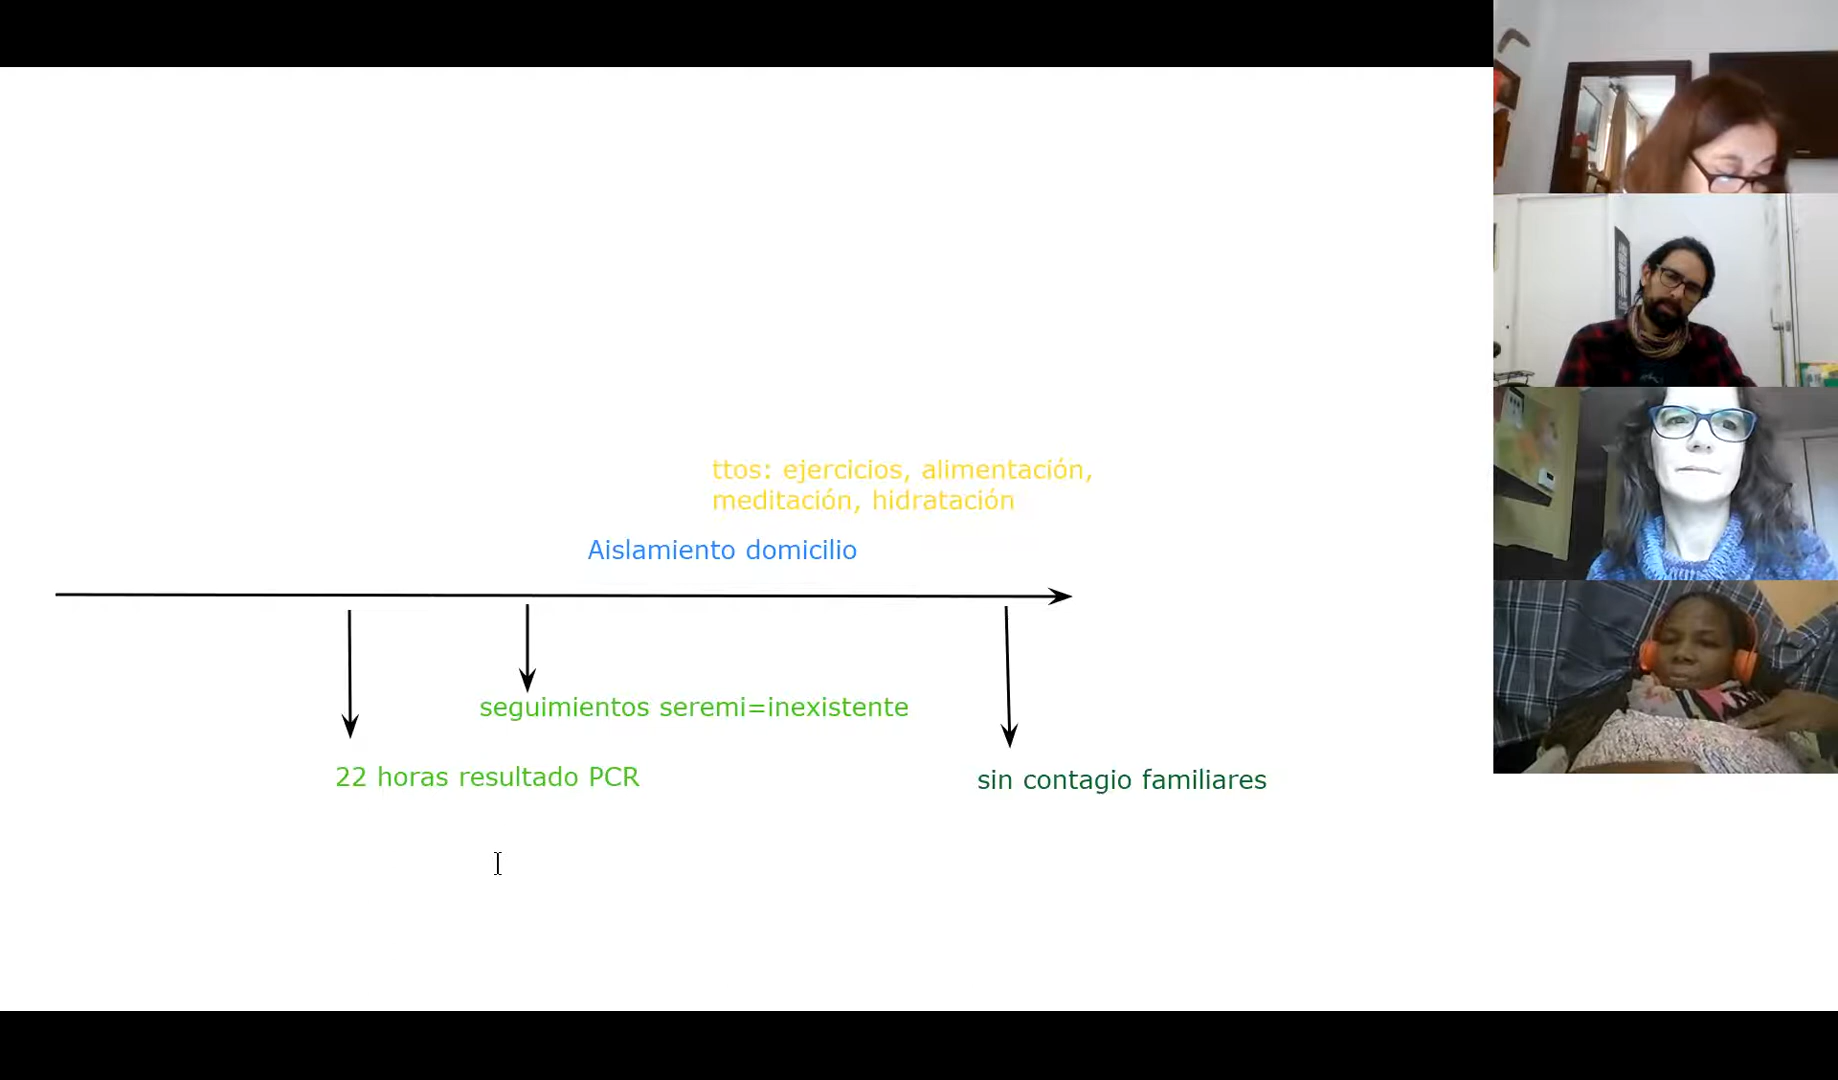 ttos: ejercicios, alimentación,
meditación, hidratación
Aislamiento domicilio
seguimientos seremi=inexistente
22 horas resultado PCR
sin contagio familiares